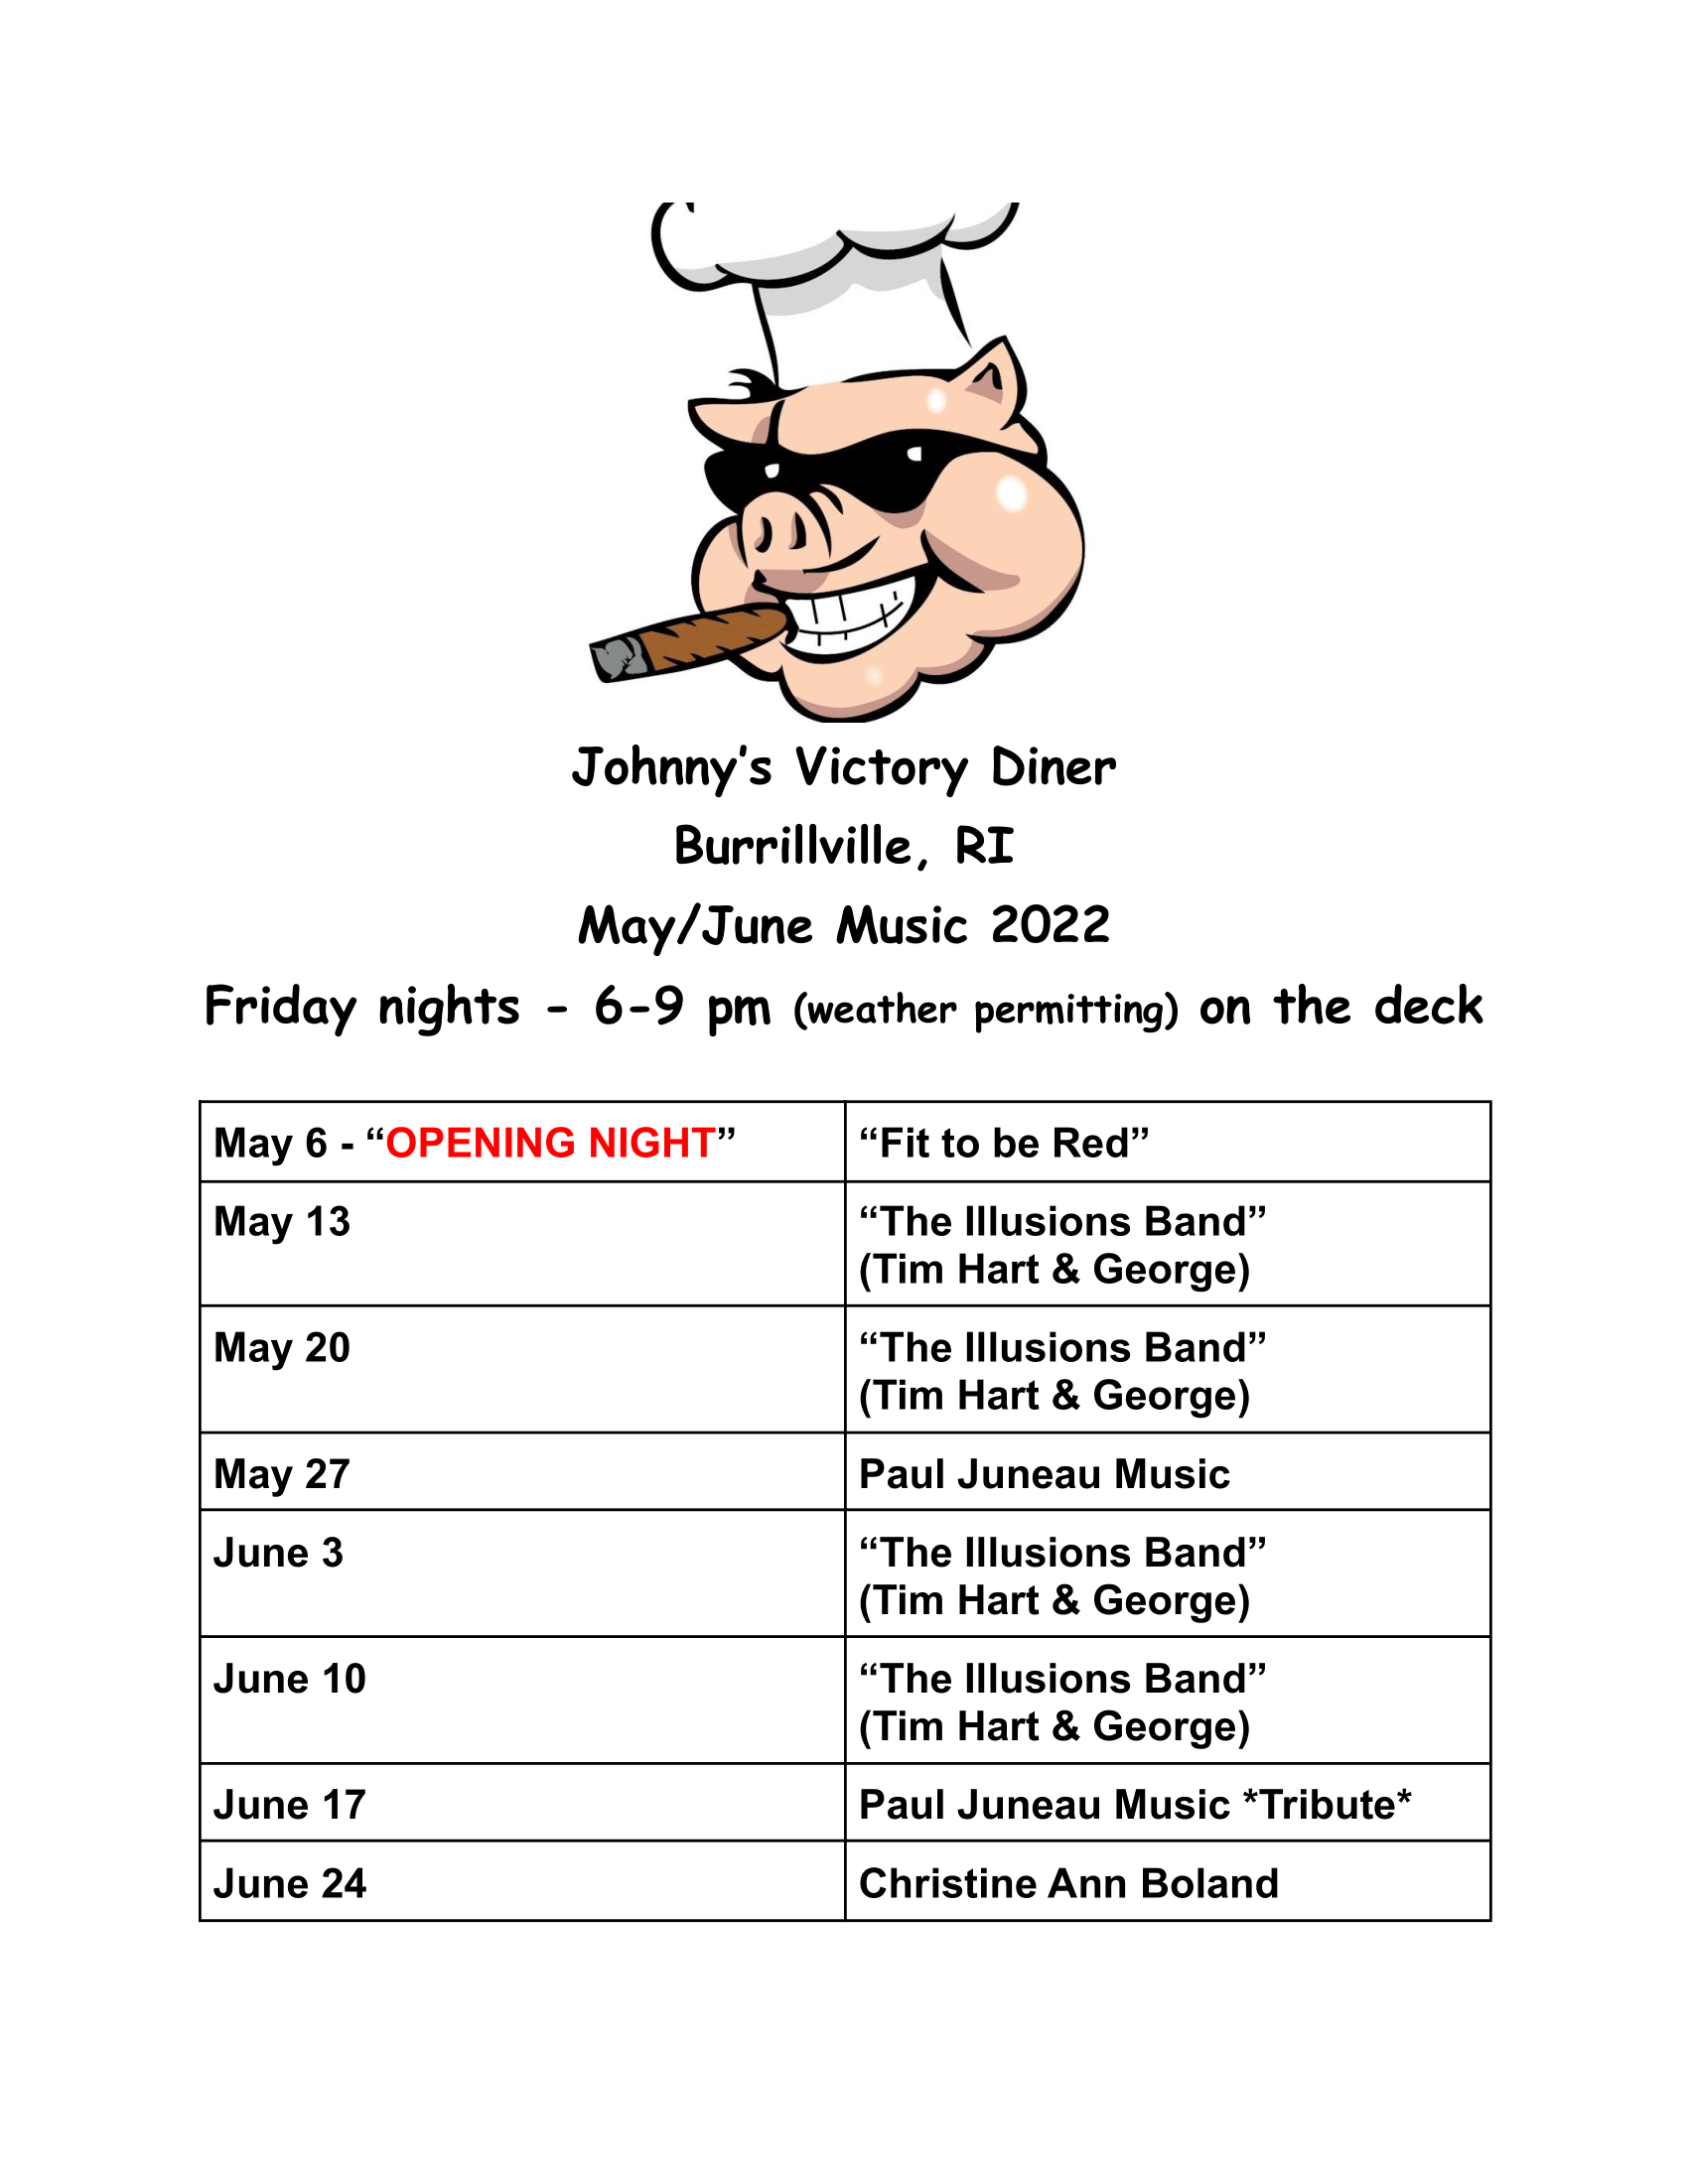 Johnny’s Victory Diner
Burrillville, RI
May/June Music 2022
Friday nights - 6-9 pm (weather permitting) on the deck
May 6 - “OPENING NIGHT” “Fit to be Red”
May 13 “The Illusions Band”
(Tim Hart & George)
May 20 “The Illusions Band”
(Tim Hart & George)
May 27 Paul Juneau Music
June 3 “The Illusions Band”
(Tim Hart & George)
June 10 “The Illusions Band”
(Tim Hart & George)
June 17 Paul Juneau Music *Tribute*
June 24 Christine Ann Boland